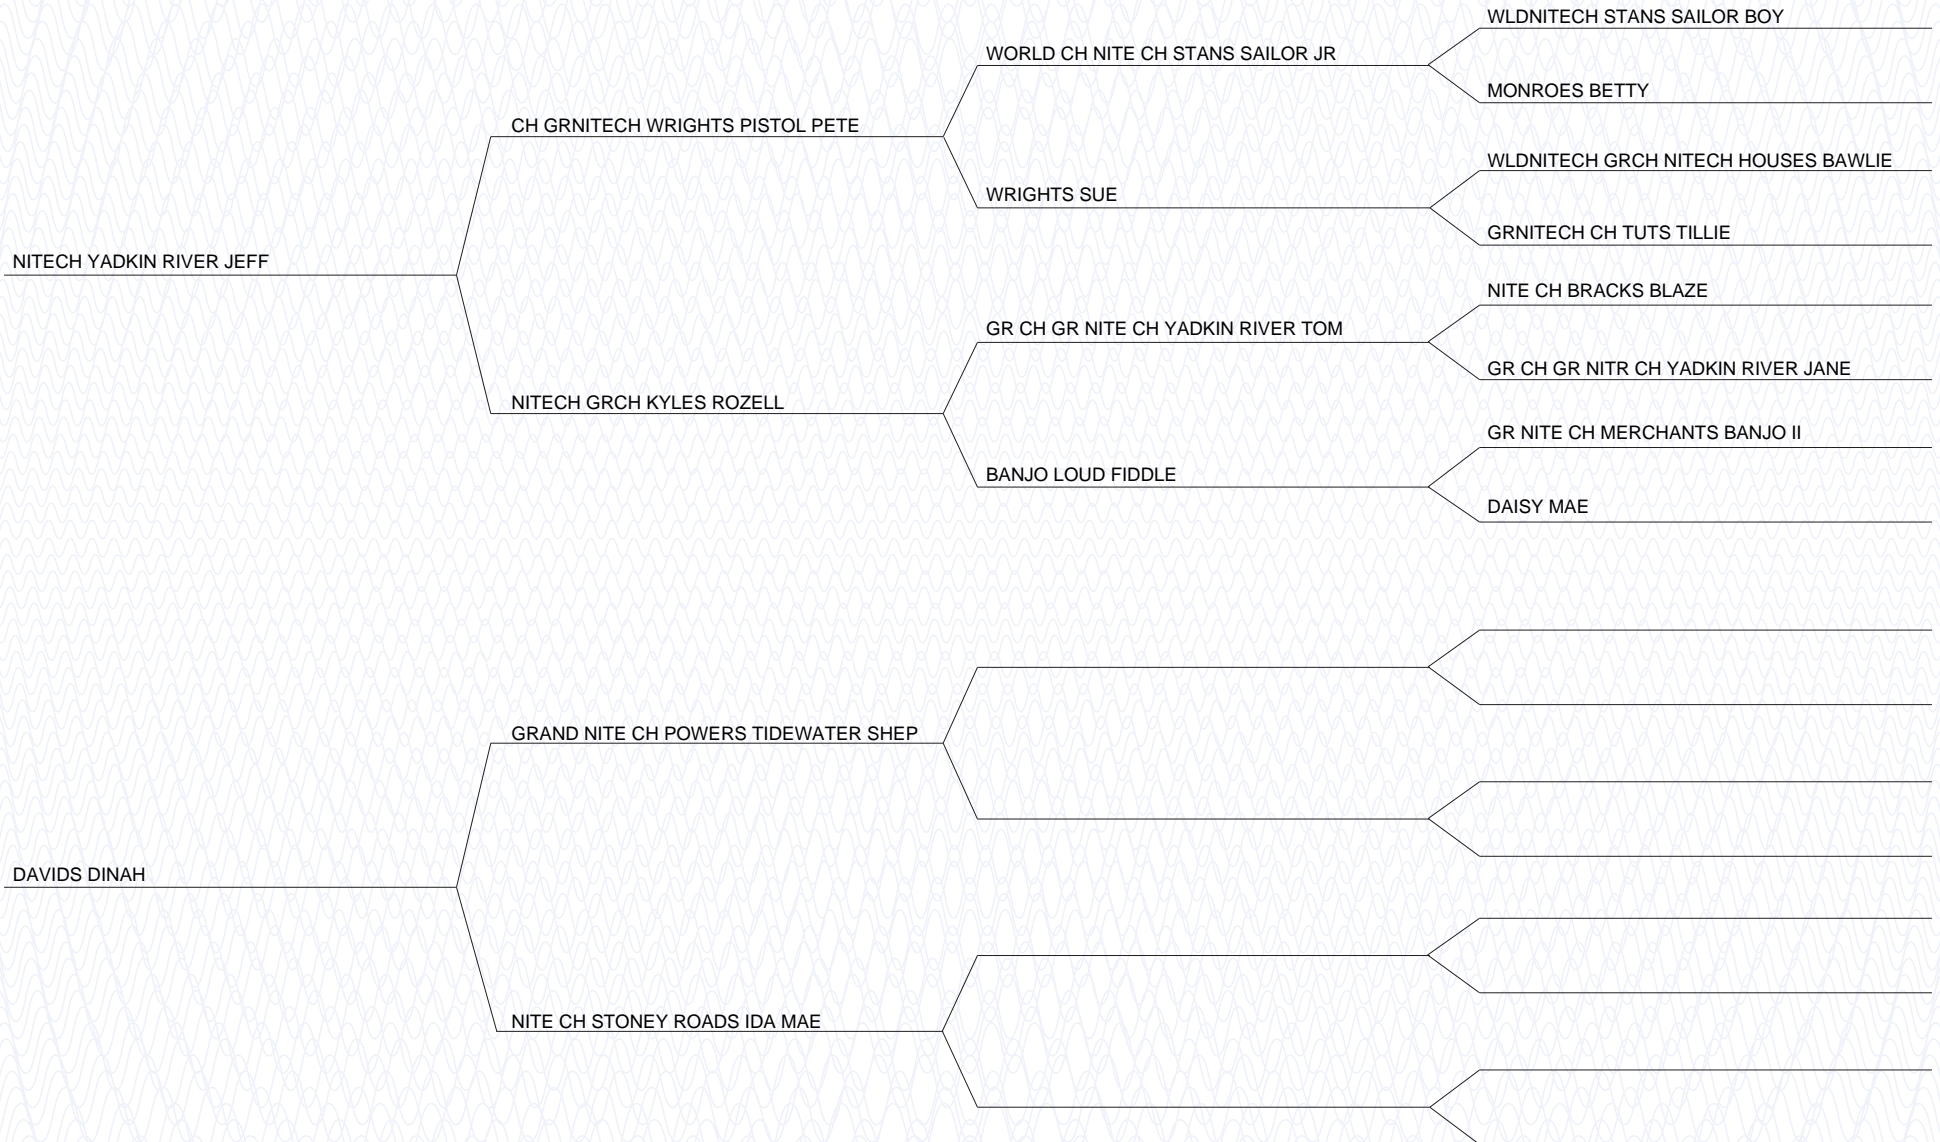 WLDNITECH STANS SAILOR BOY
WORLD CH NITE CH STANS SAILOR JR
MONROES BETTY
CH GRNITECH WRIGHTS PISTOL PETE
WLDNITECH GRCH NITECH HOUSES BAWLIE
WRIGHTS SUE
GRNITECH CH TUTS TILLIE
NITECH YADKIN RIVER JEFF
NITE CH BRACKS BLAZE
GR CH GR NITE CH YADKIN RIVER TOM
GR CH GR NITR CH YADKIN RIVER JANE
NITECH GRCH KYLES ROZELL
GR NITE CH MERCHANTS BANJO II
BANJO LOUD FIDDLE
DAISY MAE
GRAND NITE CH POWERS TIDEWATER SHEP
DAVIDS DINAH
NITE CH STONEY ROADS IDA MAE